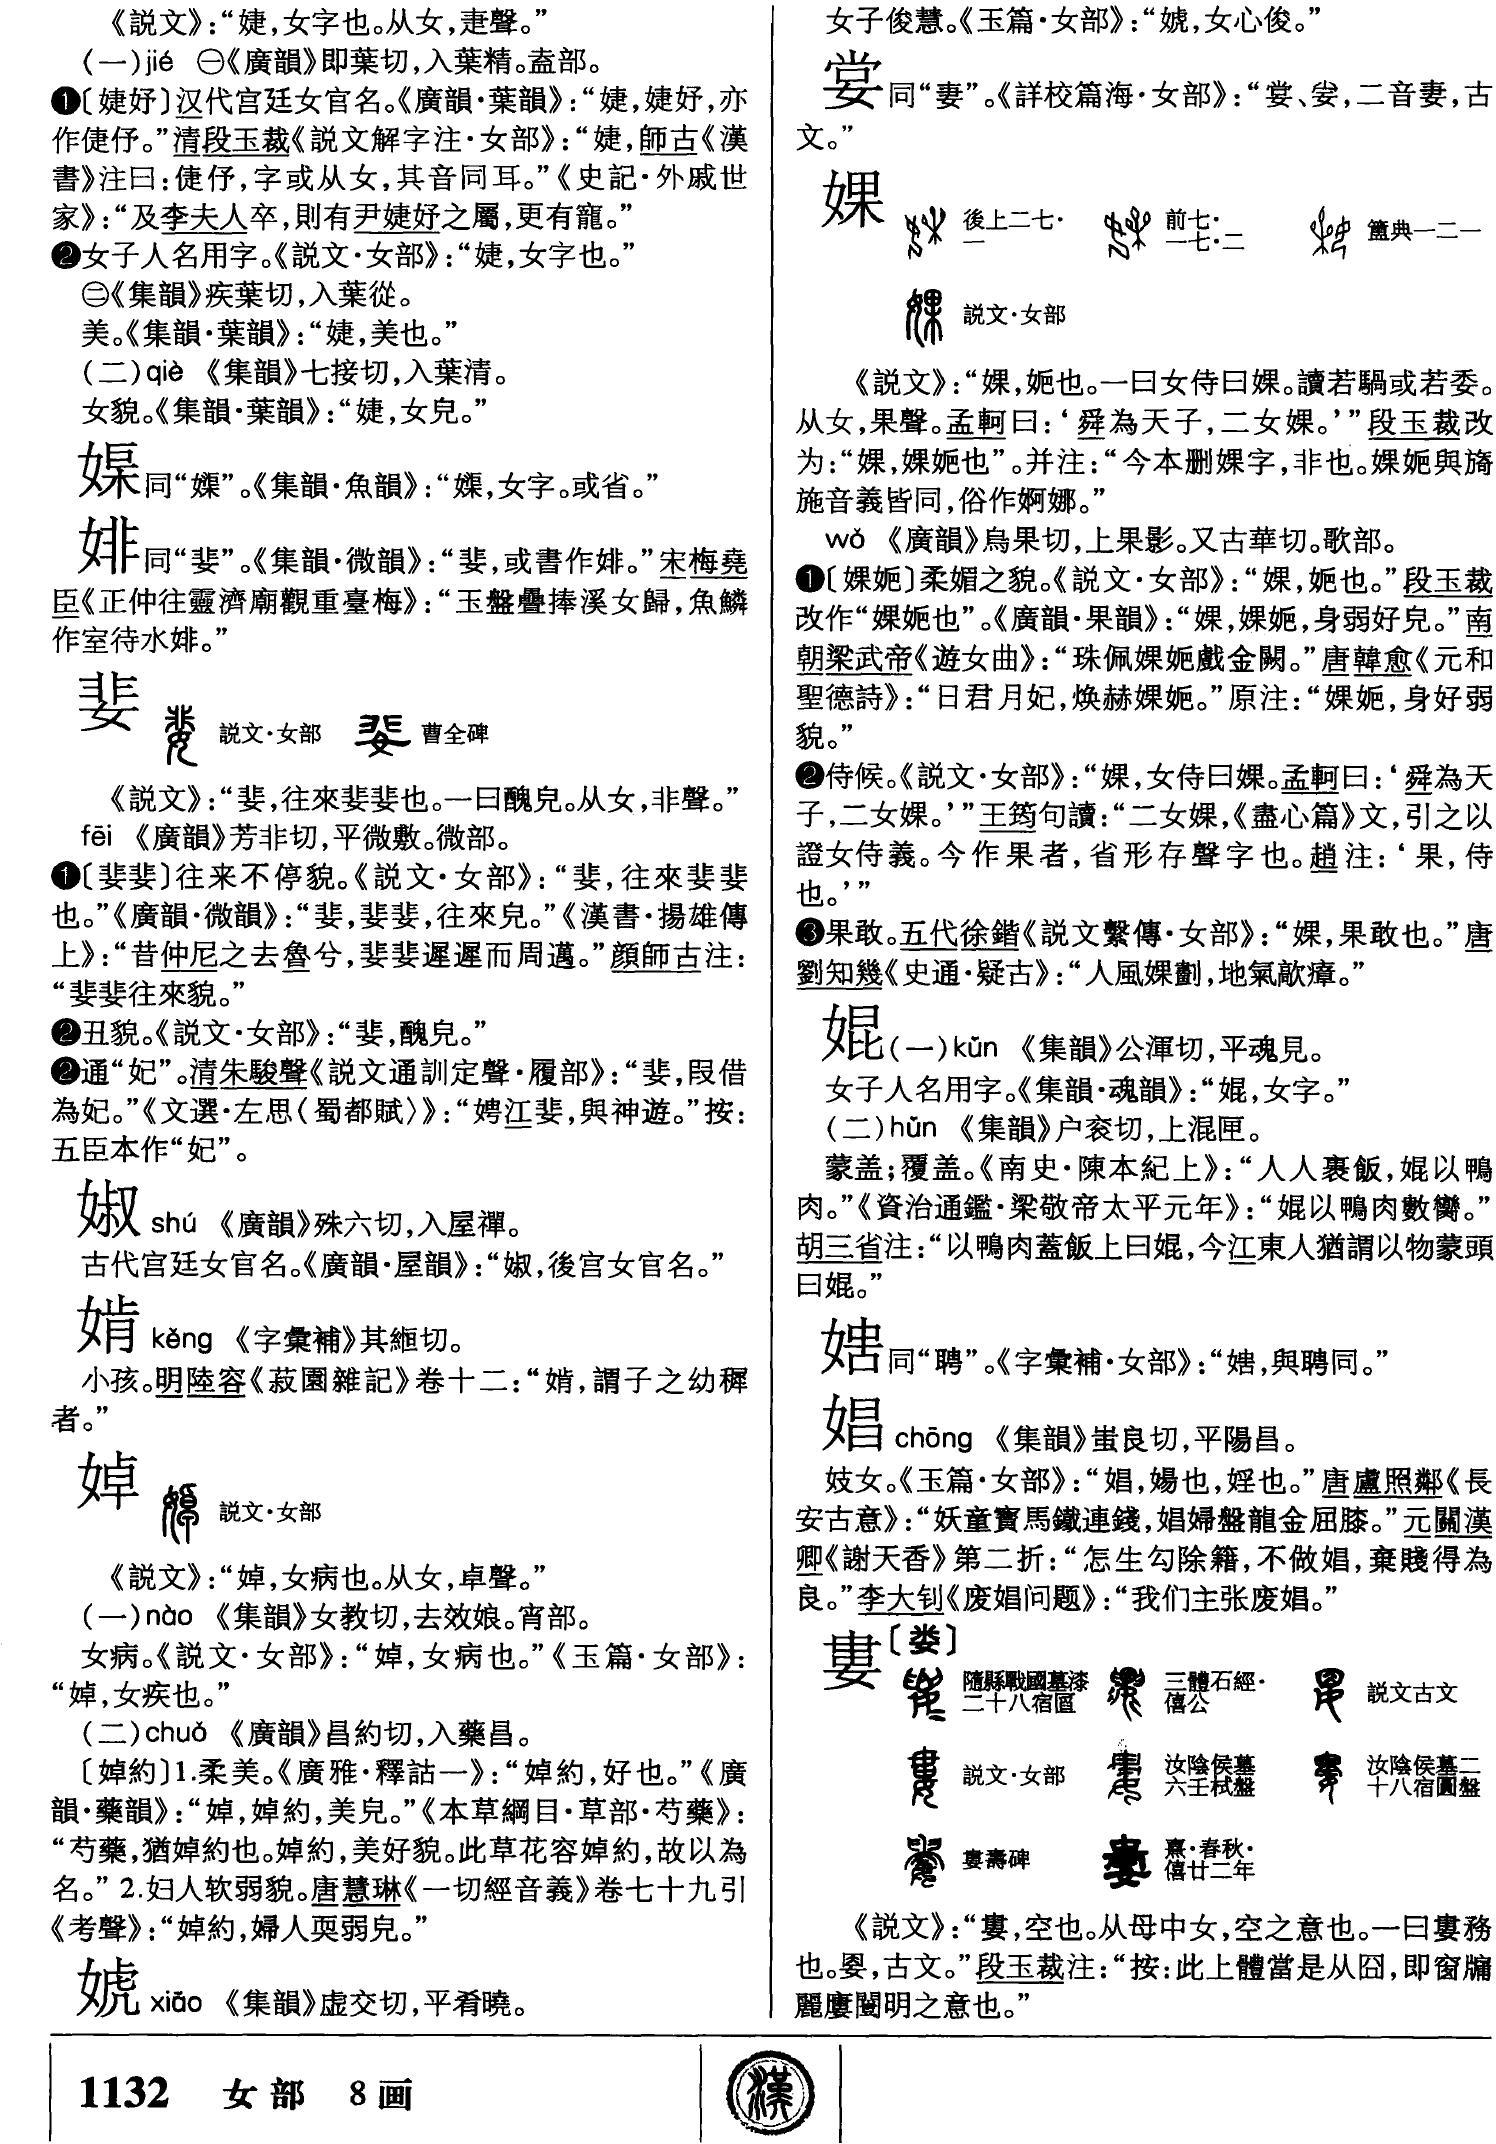 《説文》：“婕，女字也。从女，疌聲。”
(一)jié ㊀《廣韻》即葉切，入葉精。盍部。
❶〔婕妤〕汉代宫廷女官名。《廣韻·葉韻》：“婕，婕妤，亦
作倢伃。”清段玉裁《説文解字注·女部》：“婕，師古《漢
書》注曰：倢伃，字或从女，其音同耳。”《史記·外戚世
家》：“及李夫人卒，則有尹婕妤之屬，更有寵。”
❷女子人名用字。《説文·女部》：“婕，女字也。”
㊁《集韻》疾葉切，入葉從。
美。《集韻·葉韻》：“婕，美也。”
(二)qiè 《集韻》七接切，入葉清。
女貌。《集韻·葉韻》：“婕，女皃。”
同“㜘”。《集韻·魚韻》：“㜘，女字。或省。”
婔同“婓”。《集韻·微韻》：“婓，或書作婔。”宋梅堯
臣《正仲往靈濟廟觀重臺梅》：“玉盤疊捧溪女歸，魚鱗
作室待水婔。”
婓 説文·女部 曹全碑
《説文》：“婓，往來婓婓也。一曰醜皃。从女，非聲。”
fēi 《廣韻》芳非切，平微敷。微部。
❶〔婓婓〕往来不停貌。《説文·女部》：“婓，往來婓婓
也。”《廣韻·微韻》：“婓，婓婓，往來皃。”《漢書·揚雄傳
上》：“昔仲尼之去魯兮，婓婓遲遲而周邁。”顔師古注：
“婓婓往來貌。”
❷丑貌。《説文·女部》：“婓，醜皃。”
❷通“妃”。清朱駿聲《説文通訓定聲·履部》：“婓，叚借
為妃。”《文選·左思〈蜀都賦〉》：“娉江婓，與神遊。”按：
五臣本作“妃”。
婌 shú 《廣韻》殊六切，入屋禪。
古代宫廷女官名。《廣韻·屋韻》：“婌，後宫女官名。”
㛵 kěng 《字彙補》其緪切。
小孩。明陸容《菽園雜記》卷十二：“㛵，謂子之幼穉
者。”
婥 説文·女部
《説文》：“婥，女病也。从女，卓聲。”
(一)nào 《集韻》女教切，去效娘。宵部。
女病。《説文·女部》：“婥，女病也。”《玉篇·女部》：
“婥，女疾也。”
(二)chuò 《廣韻》昌約切，入藥昌。
〔婥約〕1.柔美。《廣雅·釋詁一》：“婥約，好也。”《廣
韻·藥韻》：“婥，婥約，美皃。”《本草綱目·草部·芍藥》：
“芍藥，猶婥約也。婥約，美好貌。此草花容婥約，故以為
名。” 2.妇人软弱貌。唐慧琳《一切經音義》卷七十九引
《考聲》：“婥約，婦人耎弱皃。”
婋 xiāo 《集韻》虚交切，平肴曉。
女子俊慧。《玉篇·女部》：“婋，女心俊。”
同“妻”。《詳校篇海·女部》：“，二音妻，古
文。”
婐 後上二七·一 前七·一七·二 簠典一二一
説文·女部
《説文》：“婐，妮也。一曰女侍曰婐。讀若騧或若委。
从女，果聲。孟軻曰：‘舜為天子，二女婐。’”段玉裁改
为：“婐，婐妮也”。并注：“今本删婐字，非也。婐妮與旖
施音義皆同，俗作婀娜。”
wǒ 《廣韻》烏果切，上果影。又古華切。歌部。
❶〔婐妮〕柔媚之貌。《説文·女部》：“婐，妮也。”段玉裁
改作“婐妮也”。《廣韻·果韻》：“婐，婐妮，身弱好皃。”南
朝梁武帝《遊女曲》：“珠佩婐妮戲金闕。”唐韓愈《元和
聖德詩》：“日君月妃，焕赫婐妮。”原注：“婐妮，身好弱
貌。”
❷侍候。《説文·女部》：“婐，女侍曰婐。孟軻曰：‘舜為天
子，二女婐。’”王筠句讀：“二女婐，《盡心篇》文，引之以
證女侍義。今作果者，省形存聲字也。趙注：‘果，侍
也。’”
❸果敢。五代徐鍇《説文繫傳·女部》：“婐，果敢也。”唐
劉知幾《史通·疑古》：“人風婐劃，地氣歊瘴。”
婫(一)kūn 《集韻》公渾切，平魂見。
女子人名用字。《集韻·魂韻》：“婫，女字。”
(二)hǔn 《集韻》户衮切，上混匣。
蒙盖；覆盖。《南史·陳本紀上》：“人人裹飯，婫以鴨
肉。”《資治通鑑·梁敬帝太平元年》：“婫以鴨肉數臠。”
胡三省注：“以鴨肉蓋飯上曰婫，今江東人猶謂以物蒙頭
曰婫。”
同“聘”。《字彙補·女部》：“，與聘同。”
娼 chāng 《集韻》蚩良切，平陽昌。
妓女。《玉篇·女部》：“娼，婸也，婬也。”唐盧照鄰《長
安古意》：“妖童寶馬鐵連錢，娼婦盤龍金屈膝。”元關漢
卿《謝天香》第二折：“怎生勾除籍，不做娼，棄賤得為
良。”李大钊《废娼问题》：“我们主张废娼。”
婁〔娄〕
隨縣戰國墓漆二十八宿匫 三體石經·僖公 説文古文
説文·女部 汝陰侯墓六壬栻盤 汝陰侯墓二十八宿圓盤
婁壽碑 熹·春秋·僖廿二年
《説文》：“婁，空也。从母中女，空之意也。一曰婁務
也。，古文。”段玉裁注：“按：此上體當是从囧，即窗牖
麗廔闓明之意也。”
1132 女部 8画
漢